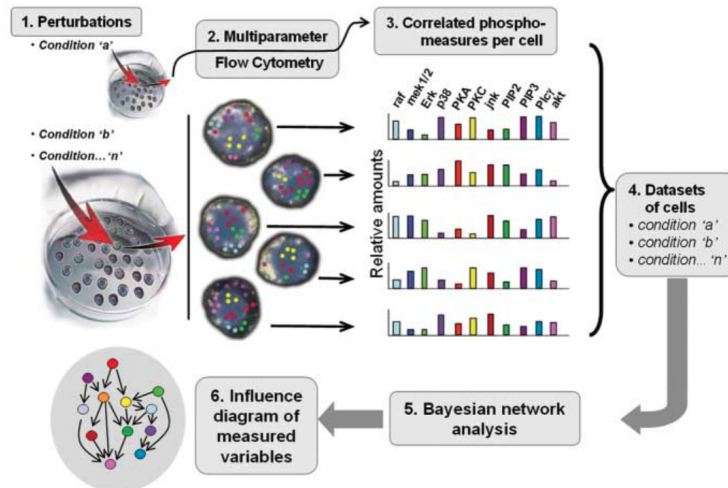 1. Perturbations
• Condition ‘a’
• Condition ‘b’
• Condition... ‘n’
2. Multiparameter
Flow Cytometry
3. Correlated phospho-
measures per cell
raf
mek1/2
Erk
p38
PKA
PKC
jnk
PIP2
PIP3
Plcγ
akt
Relative amounts
4. Datasets
of cells
• condition ‘a’
• condition ‘b’
• condition... ‘n’
5. Bayesian network
analysis
6. Influence
diagram of
measured
variables